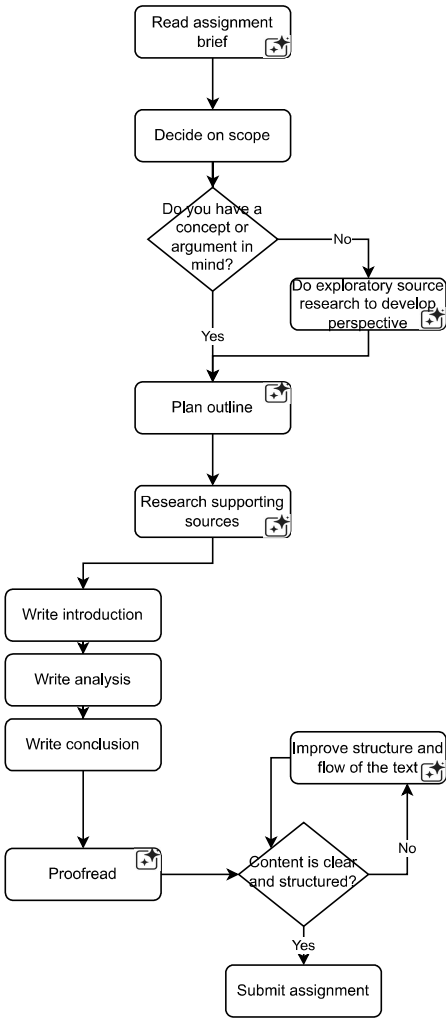 Read assignment
brief
Decide on scope
Do you have a
concept or
argument in
mind?
No
Do exploratory source
research to develop
perspective
Yes
Plan outline
Research supporting
sources
Write introduction
Write analysis
Write conclusion
Improve structure and
flow of the text
No
Proofread
Content is clear
and structured?
Yes
Submit assignment